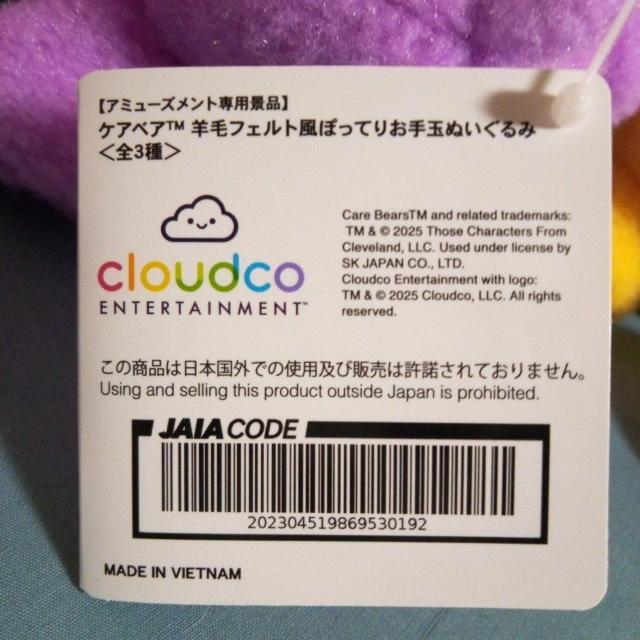 【アミューズメント専用景品】
ケアベア™ 羊毛フェルト風ぽってりお手玉ぬいぐるみ
＜全3種＞
cloudco
ENTERTAINMENT™
Care BearsTM and related trademarks:
TM & © 2025 Those Characters From
Cleveland, LLC. Used under license by
SK JAPAN CO., LTD.
Cloudco Entertainment with logo:
TM & © 2025 Cloudco, LLC. All rights
reserved.
この商品は日本国外での使用及び販売は許諾されておりません。
Using and selling this product outside Japan is prohibited.
JAIA CODE
202304519869530192
MADE IN VIETNAM